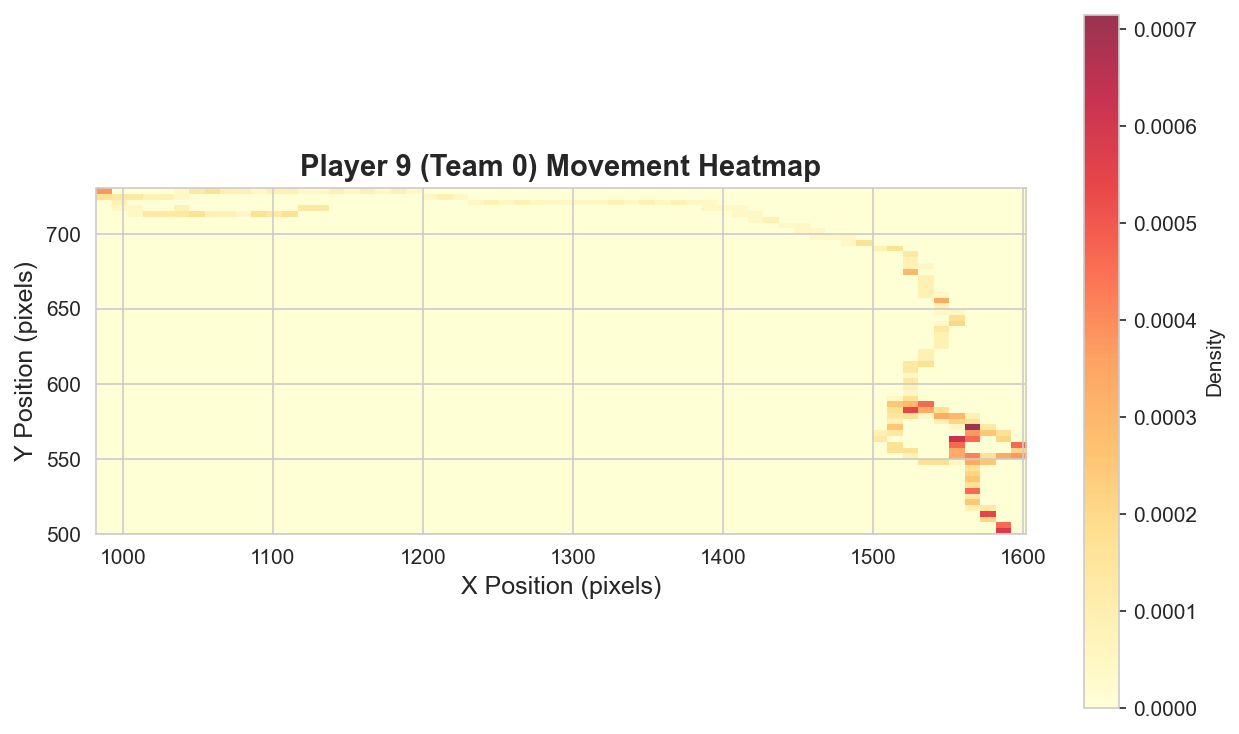 Player 9 (Team 0) Movement Heatmap
Y Position (pixels)
700
650
600
550
500
1000 1100 1200 1300 1400 1500 1600
X Position (pixels)
0.0007
0.0006
0.0005
0.0004
0.0003
0.0002
0.0001
0.0000
Density